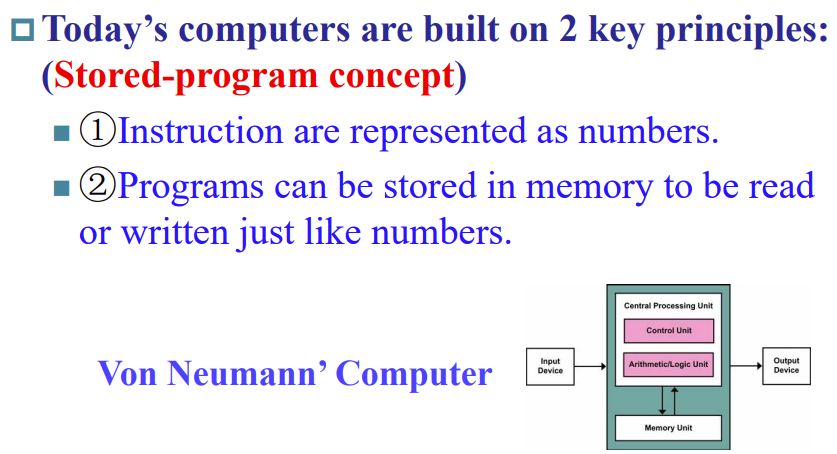 Today's computers are built on 2 key principles:
(Stored-program concept)
①Instruction are represented as numbers.
②Programs can be stored in memory to be read
or written just like numbers.
Von Neumann' Computer
Central Processing Unit
Control Unit
Arithmetic/Logic Unit
Memory Unit
Input
Device
Output
Device